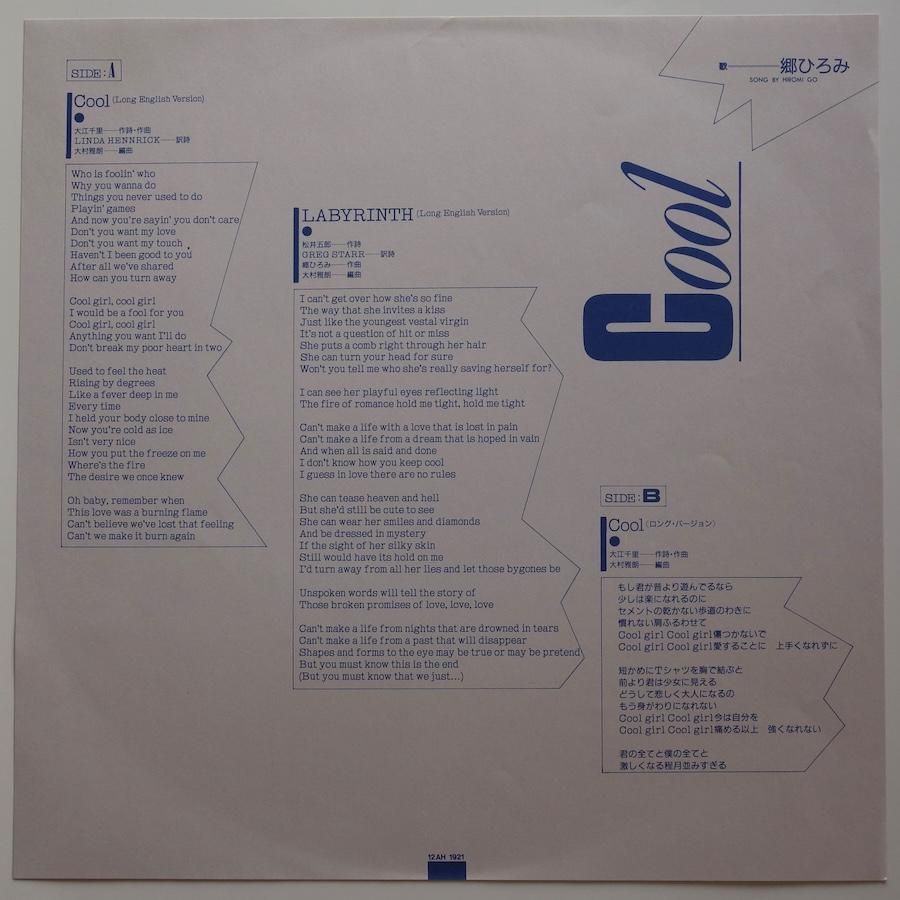 SIDE: A
Cool (Long English Version)
大江千里——作詩・作曲
LINDA HENNRICK——訳詩
大村雅朗——編曲
Who is foolin' who
Why you wanna do
Things you never used to do
Playin' games
And now you're sayin' you don't care
Don't you want my love
Don't you want my touch
Haven't I been good to you
After all we've shared
How can you turn away
Cool girl, cool girl
I would be a fool for you
Cool girl, cool girl
Anything you want I'll do
Don't break my poor heart in two
Used to feel the heat
Rising by degrees
Like a fever deep in me
Every time
I held your body close to mine
Now you're cold as ice
Isn't very nice
How you put the freeze on me
Where's the fire
The desire we once knew
Oh baby, remember when
This love was a burning flame
Can't believe we've lost that feeling
Can't we make it burn again
LABYRINTH (Long English Version)
松井五郎——作詩
GREG STARR——訳詩
郷ひろみ——作曲
大村雅朗——編曲
I can't get over how she's so fine
The way that she invites a kiss
Just like the youngest vestal virgin
It's not a question of hit or miss
She puts a comb right through her hair
She can turn your head for sure
Won't you tell me who she's really saving herself for?
I can see her playful eyes reflecting light
The fire of romance hold me tight, hold me tight
Can't make a life with a love that is lost in pain
Can't make a life from a dream that is hoped in vain
And when all is said and done
I don't know how you keep cool
I guess in love there are no rules
She can tease heaven and hell
But she'd still be cute to see
She can wear her smiles and diamonds
And be dressed in mystery
If the sight of her silky skin
Still would have its hold on me
I'd turn away from all her lies and let those bygones be
Unspoken words will tell the story of
Those broken promises of love, love, love
Can't make a life from nights that are drowned in tears
Can't make a life from a past that will disappear
Shapes and forms to the eye may be true or may be pretend
But you must know this is the end
(But you must know that we just...)
歌——郷ひろみ
SONG BY HIROMI GO
Cool
SIDE: B
Cool (ロング・バージョン)
大江千里——作詩・作曲
大村雅朗——編曲
もし君が昔より遊んでるなら
少しは楽になれるのに
セメントの乾かない歩道のわきに
慣れない肩ふるわせて
Cool girl Cool girl傷つかないで
Cool girl Cool girl愛することに 上手くなれずに
短かめにTシャツを胸で結ぶと
前より君は少女に見える
どうして悲しく大人になるの
もう身がわりになれない
Cool girl Cool girl今は自分を
Cool girl Cool girl痛める以上 強くなれない
君の全てと僕の全てと
激しくなる程月並みすぎる
12AH 1921